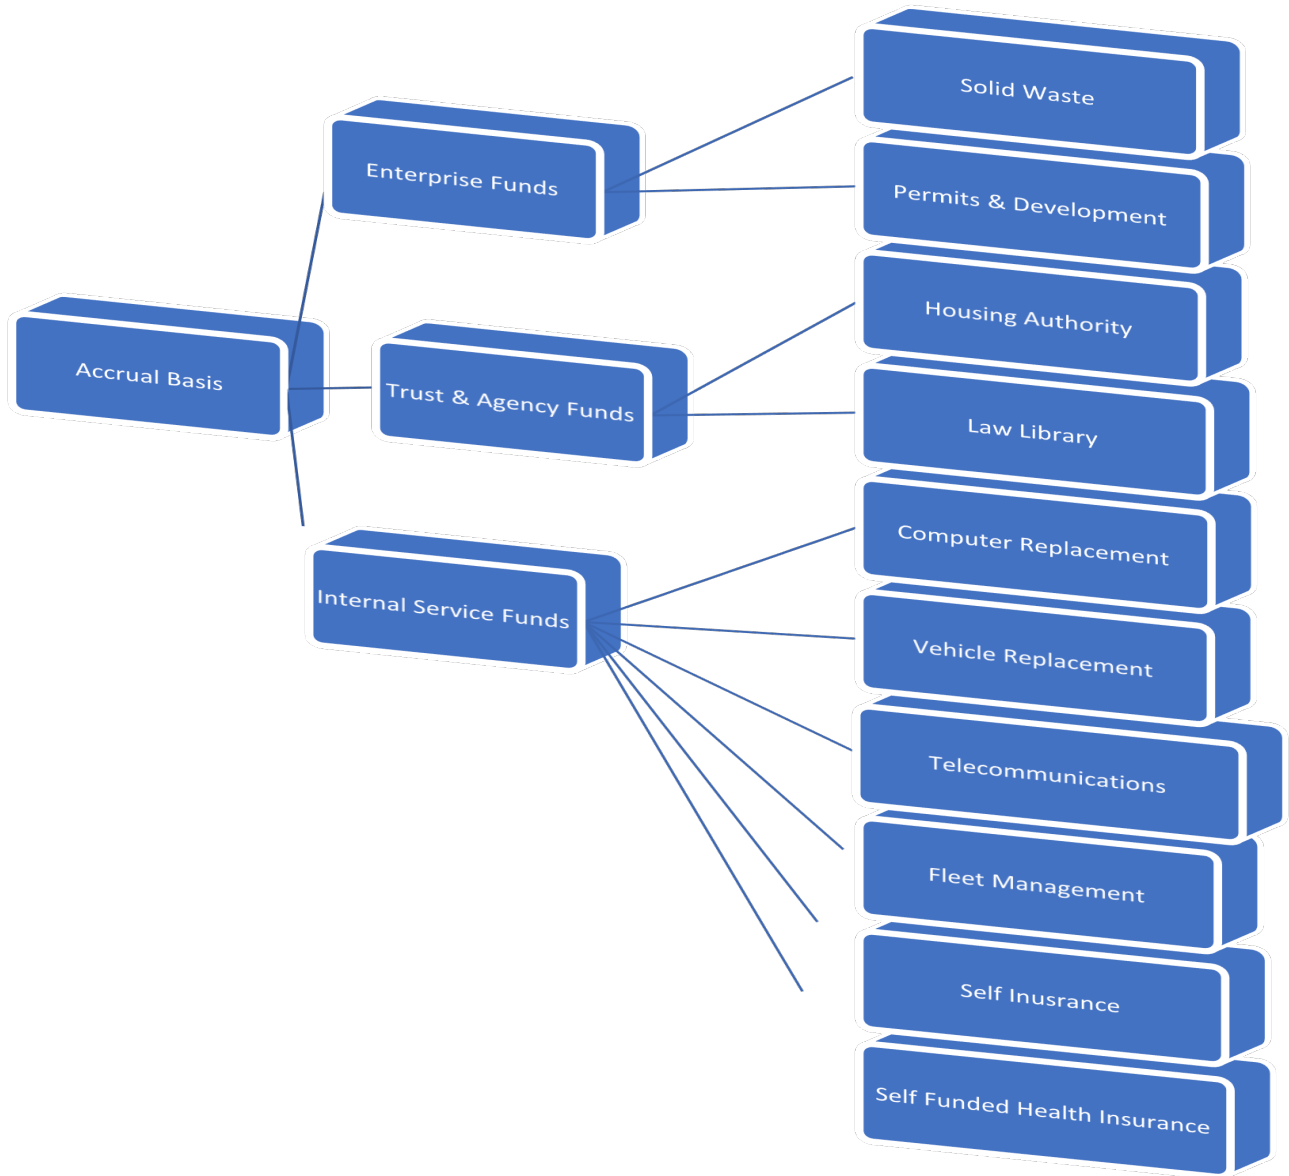 Accrual Basis
Enterprise Funds
Solid Waste
Permits & Development
Trust & Agency Funds
Housing Authority
Law Library
Internal Service Funds
Computer Replacement
Vehicle Replacement
Telecommunications
Fleet Management
Self Inusrance
Self Funded Health Insurance